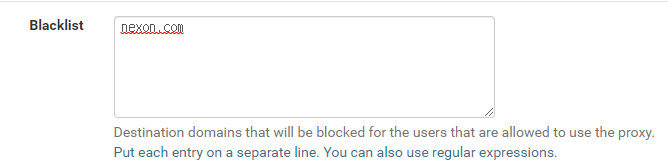 Blacklist
nexon.com
Destination domains that will be blocked for the users that are allowed to use the proxy.
Put each entry on a separate line. You can also use regular expressions.